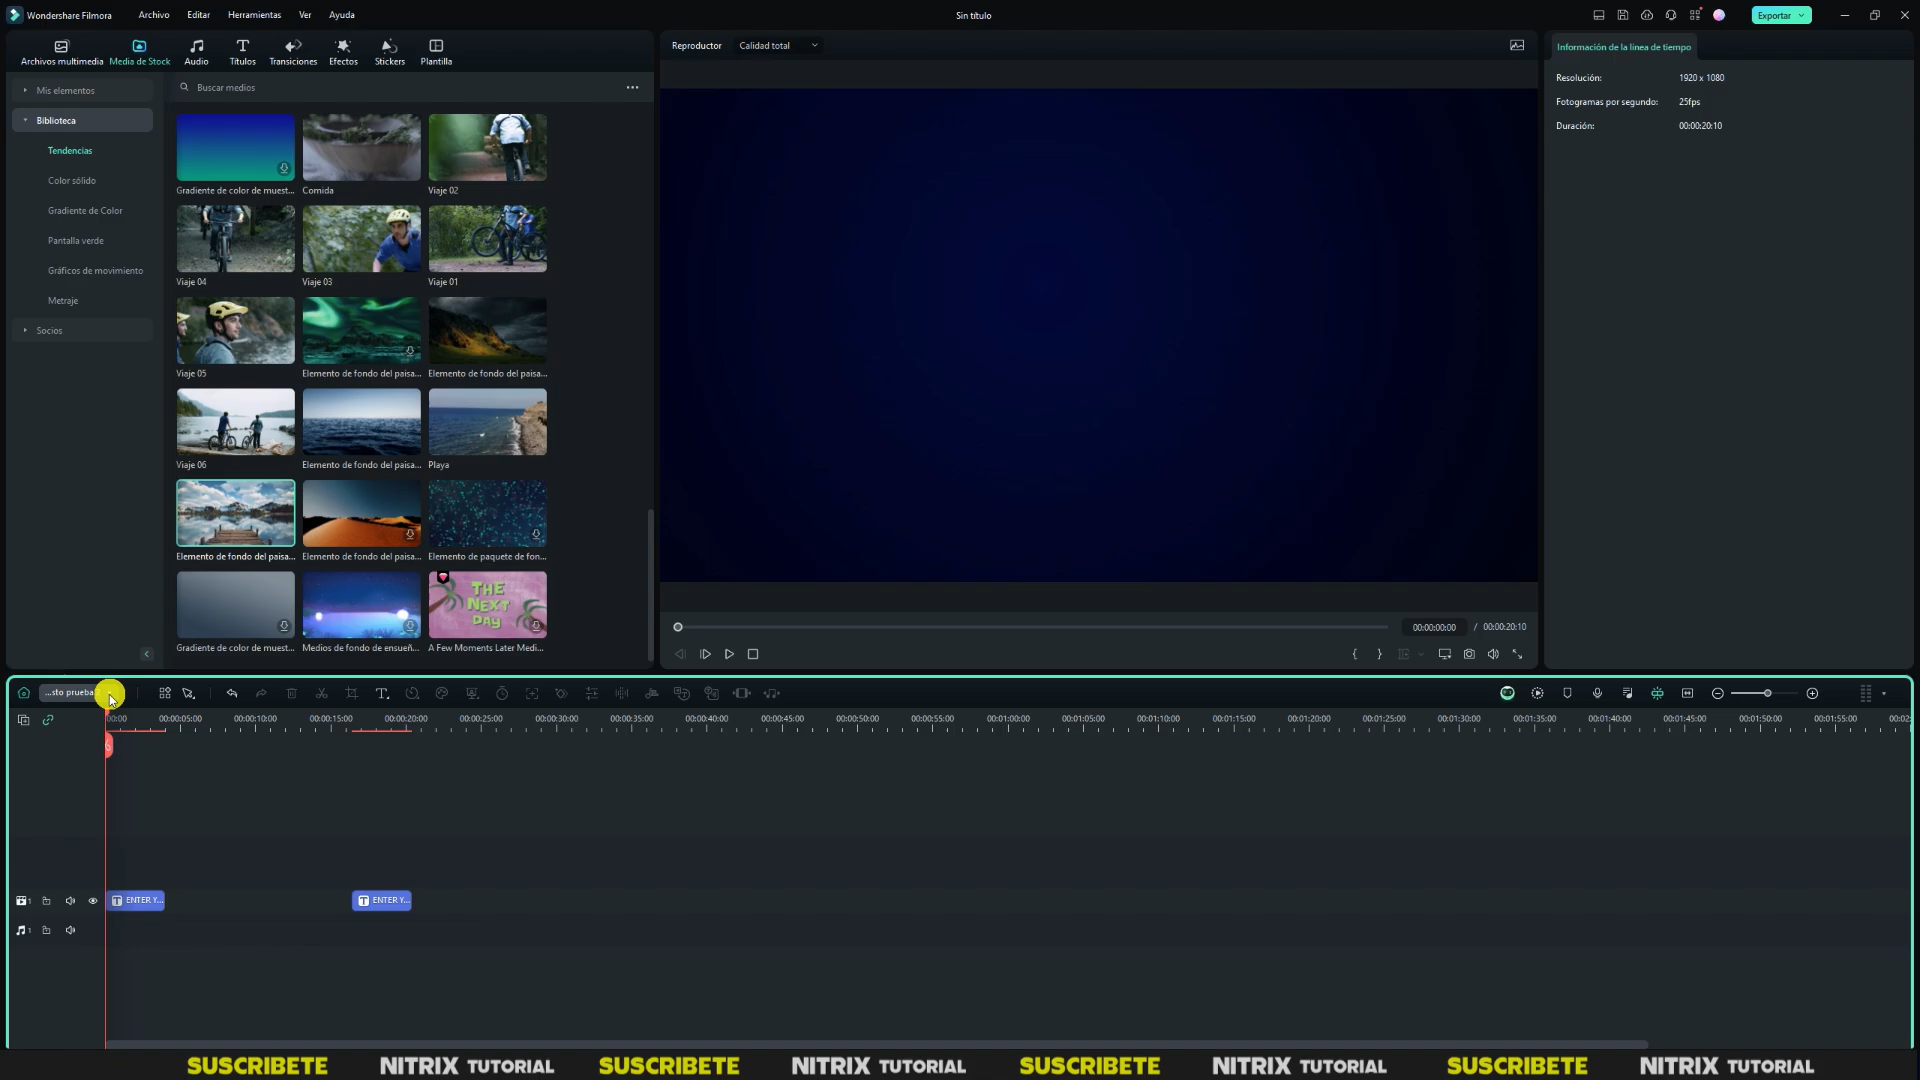 Wondershare Filmora Archivo Editar Herramientas Ver Ayuda Sin título Exportar
Archivos multimedia Media de Stock Audio Títulos Transiciones Efectos Stickers Plantilla
Mis elementos
Biblioteca
Tendencias
Color sólido
Gradiente de Color
Pantalla verde
Gráficos de movimiento
Metraje
Socios
Buscar medios
Gradiente de color de muest... Comida Viaje 02
Viaje 04 Viaje 03 Viaje 01
Viaje 05 Elemento de fondo del paisa... Elemento de fondo del paisa...
Viaje 06 Elemento de fondo del paisa... Playa
Elemento de fondo del paisa... Elemento de fondo del paisa... Elemento de paquete de fon...
THE
NEXT
DAY
Gradiente de color de muest... Medios de fondo de ensueñ... A Few Moments Later Medi...
Reproductor Calidad total
00:00:00:00 / 00:00:20:10
Información de la línea de tiempo
Resolución: 1920 x 1080
Fotogramas por segundo: 25fps
Duración: 00:00:20:10
...sto prueba
00:00 00:00:05:00 00:00:10:00 00:00:15:00 00:00:20:00 00:00:25:00 00:00:30:00 00:00:35:00 00:00:40:00 00:00:45:00 00:00:50:00 00:00:55:00 00:01:00:00 00:01:05:00 00:01:10:00 00:01:15:00 00:01:20:00 00:01:25:00 00:01:30:00 00:01:35:00 00:01:40:00 00:01:45:00 00:01:50:00 00:01:55:00 00:02
1 ENTER Y... ENTER Y...
1
SUSCRIBETE NITRIX TUTORIAL SUSCRIBETE NITRIX TUTORIAL SUSCRIBETE NITRIX TUTORIAL SUSCRIBETE NITRIX TUTORIAL